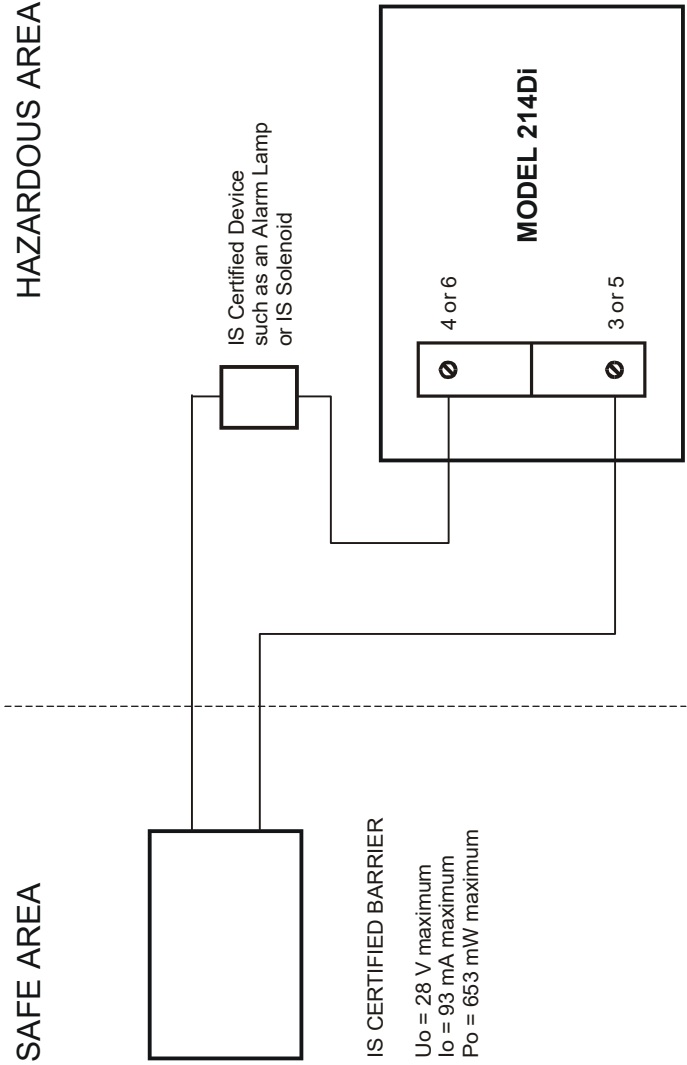 SAFE AREA
HAZARDOUS AREA
IS Certified Device
such as an Alarm Lamp
or IS Solenoid
4 or 6
3 or 5
MODEL 214Di
IS CERTIFIED BARRIER
Uo = 28 V maximum
Io = 93 mA maximum
Po = 653 mW maximum